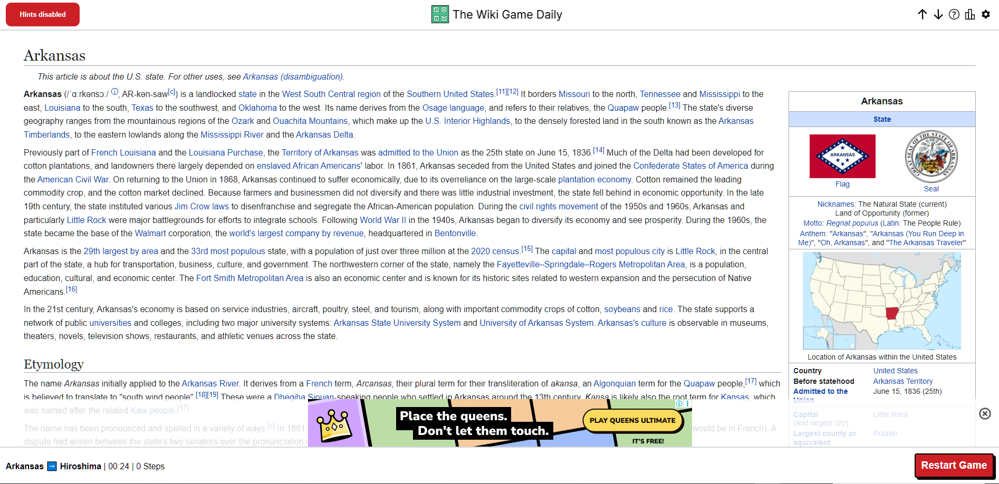 Hints disabled
The Wiki Game Daily
Arkansas
This article is about the U.S. state. For other uses, see Arkansas (disambiguation).
Arkansas (/ˈɑːrkənsɔː/ ⓘ, AR-kən-saw[c]) is a landlocked state in the West South Central region of the Southern United States.[11][12] It borders Missouri to the north, Tennessee and Mississippi to the
east, Louisiana to the south, Texas to the southwest, and Oklahoma to the west. Its name derives from the Osage language, and refers to their relatives, the Quapaw people.[13] The state's diverse
geography ranges from the mountainous regions of the Ozark and Ouachita Mountains, which make up the U.S. Interior Highlands, to the densely forested land in the south known as the Arkansas
Timberlands, to the eastern lowlands along the Mississippi River and the Arkansas Delta.
Previously part of French Louisiana and the Louisiana Purchase, the Territory of Arkansas was admitted to the Union as the 25th state on June 15, 1836.[14] Much of the Delta had been developed for
cotton plantations, and landowners there largely depended on enslaved African Americans' labor. In 1861, Arkansas seceded from the United States and joined the Confederate States of America during
the American Civil War. On returning to the Union in 1868, Arkansas continued to suffer economically, due to its overreliance on the large-scale plantation economy. Cotton remained the leading
commodity crop, and the cotton market declined. Because farmers and businessmen did not diversify and there was little industrial investment, the state fell behind in economic opportunity. In the late
19th century, the state instituted various Jim Crow laws to disenfranchise and segregate the African-American population. During the civil rights movement of the 1950s and 1960s, Arkansas and
particularly Little Rock were major battlegrounds for efforts to integrate schools. Following World War II in the 1940s, Arkansas began to diversify its economy and see prosperity. During the 1960s, the
state became the base of the Walmart corporation, the world's largest company by revenue, headquartered in Bentonville.
Arkansas is the 29th largest by area and the 33rd most populous state, with a population of just over three million at the 2020 census.[15] The capital and most populous city is Little Rock, in the central
part of the state, a hub for transportation, business, culture, and government. The northwestern corner of the state, namely the Fayetteville–Springdale–Rogers Metropolitan Area, is a population,
education, cultural, and economic center. The Fort Smith Metropolitan Area is also an economic center and is known for its historic sites related to western expansion and the persecution of Native
Americans.[16]
In the 21st century, Arkansas's economy is based on service industries, aircraft, poultry, steel, and tourism, along with important commodity crops of cotton, soybeans and rice. The state supports a
network of public universities and colleges, including two major university systems: Arkansas State University System and University of Arkansas System. Arkansas's culture is observable in museums,
theaters, novels, television shows, restaurants, and athletic venues across the state.
Etymology
The name Arkansas initially applied to the Arkansas River. It derives from a French term, Arcansas, their plural term for their transliteration of akansa, an Algonquian term for the Quapaw people,[17] which
is believed to translate to "south wind people" [18][19] These were a Dhegiha Siouan-speaking people who settled in Arkansas around the 13th century. Kansa is likely also the root term for Kansas, which
was named after the related Kaw people.[17]
The name has been pronounced and spelled in a variety of ways.[c] In 1881, would be in French). A
dispute had arisen between the state's two senators over the pronunciation i
Arkansas
State
ARKANSAS
GREAT SEAL OF THE STATE OF ARKANSAS
Flag
Seal
Nicknames: The Natural State (current)
Land of Opportunity (former)
Motto: Regnat populus (Latin: The People Rule)
Anthem: "Arkansas", "Arkansas (You Run Deep in
Me)", "Oh, Arkansas", and "The Arkansas Traveler"
Location of Arkansas within the United States
Country United States
Before statehood Arkansas Territory
Admitted to the June 15, 1836 (25th)
Union
Capital Little Rock
(and largest city)
Largest county or Pulaski
equivalent
Place the queens.
Don't let them touch.
PLAY QUEENS ULTIMATE
IT'S FREE!
Arkansas ➡ Hiroshima | 00:24 | 0 Steps
Restart Game